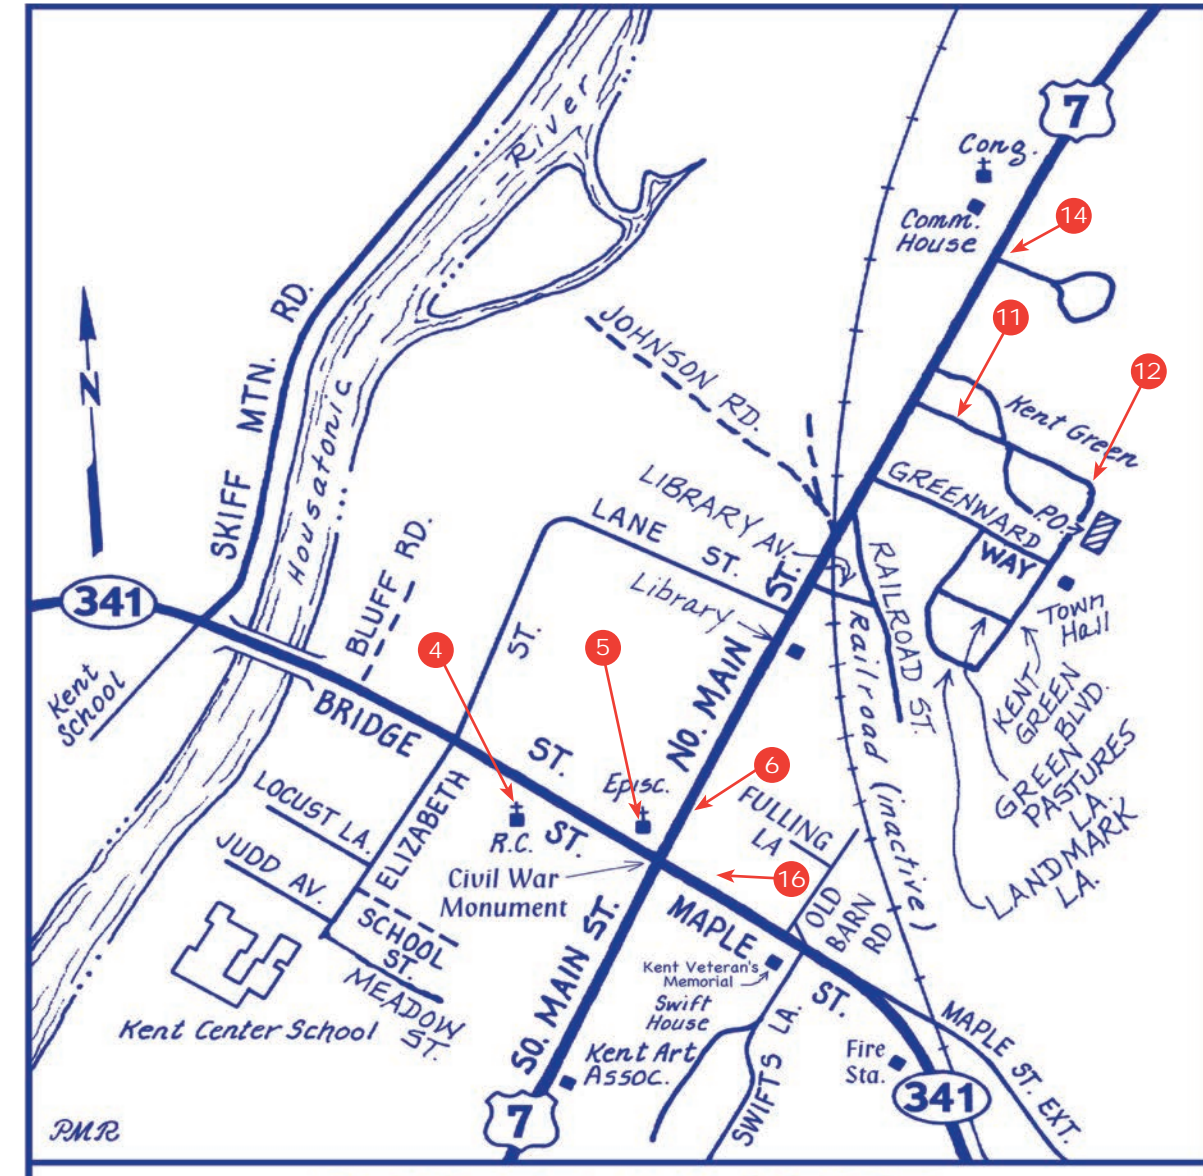 7
Cong.
Comm.
House
14
River
JOHNSON RD.
11
12
Kent Green
N
SKIFF MTN. RD.
Housatonic
LIBRARY AV.
LANE ST.
GREENWARD
WAY
P.O.
Library
RAILROAD ST.
Town
Hall
341
BLUFF RD.
ST.
4
5
NO. MAIN ST.
Railroad (inactive)
KENT
GREEN
BLVD.
GREEN
PASTURES
LA.
LANDMARK
LA.
Kent
School
BRIDGE
ST.
Episc.
6
FULLING
LA
LOCUST LA.
ELIZABETH
R.C.
ST.
JUDD AV.
Civil War
Monument
16
MAPLE
ST.
OLD
BARN
RD
SCHOOL
ST.
MEADOW
ST.
SO. MAIN ST.
Kent Veteran's
Memorial
Swift
House
Kent Center School
Kent Art
Assoc.
SWIFTS LA.
Fire
Sta.
MAPLE ST. EXT.
341
7
PMR